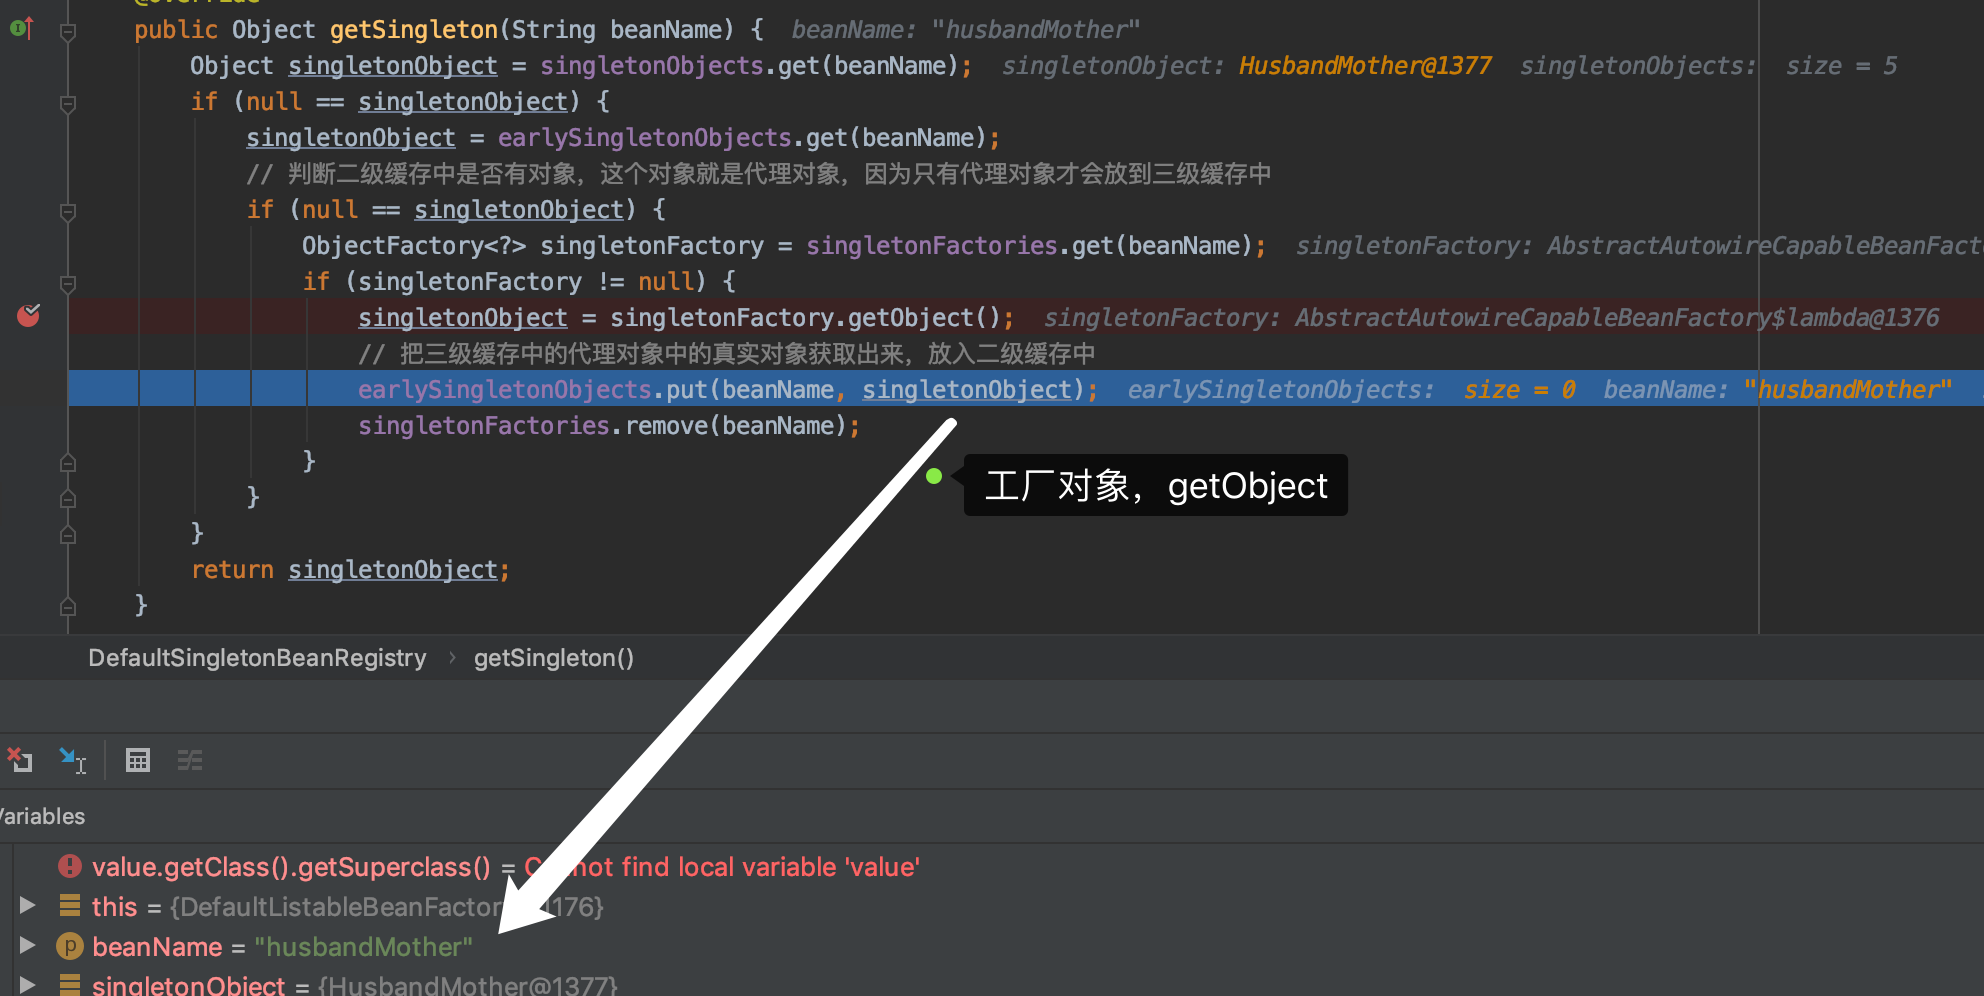 @Override
public Object getSingleton(String beanName) { beanName: "husbandMother"
Object singletonObject = singletonObjects.get(beanName); singletonObject: HusbandMother@1377 singletonObjects: size = 5
if (null == singletonObject) {
singletonObject = earlySingletonObjects.get(beanName);
// 判断二级缓存中是否有对象，这个对象就是代理对象，因为只有代理对象才会放到三级缓存中
if (null == singletonObject) {
ObjectFactory<?> singletonFactory = singletonFactories.get(beanName); singletonFactory: AbstractAutowireCapableBeanFact
if (singletonFactory != null) {
singletonObject = singletonFactory.getObject(); singletonFactory: AbstractAutowireCapableBeanFactory$lambda@1376
// 把三级缓存中的代理对象中的真实对象获取出来，放入二级缓存中
earlySingletonObjects.put(beanName, singletonObject); earlySingletonObjects: size = 0 beanName: "husbandMother"
singletonFactories.remove(beanName);
}
工厂对象，getObject
}
}
return singletonObject;
}
DefaultSingletonBeanRegistry › getSingleton()
Variables
value.getClass().getSuperclass() = Cannot find local variable 'value'
this = {DefaultListableBeanFactory@1176}
beanName = "husbandMother"
singletonObject = {HusbandMother@1377}